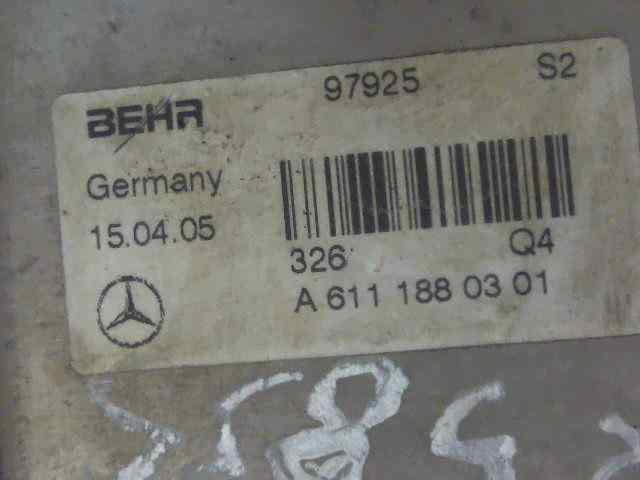 BEHR 97925 S2
Germany
15.04.05
326 Q4
A 611 188 03 01